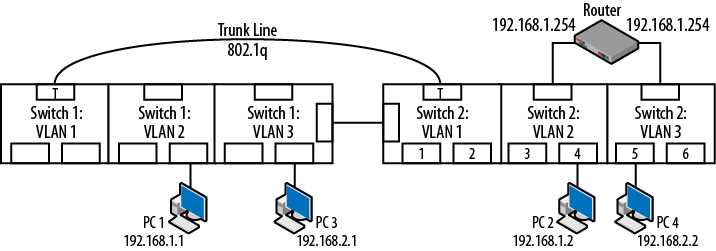 Router
192.168.1.254 192.168.1.254
Trunk Line
802.1q
T T
Switch 1: Switch 1: Switch 1: Switch 2: Switch 2: Switch 2:
VLAN 1 VLAN 2 VLAN 3 VLAN 1 VLAN 2 VLAN 3
1 2 3 4 5 6
PC 1 PC 3 PC 2 PC 4
192.168.1.1 192.168.2.1 192.168.1.2 192.168.2.2